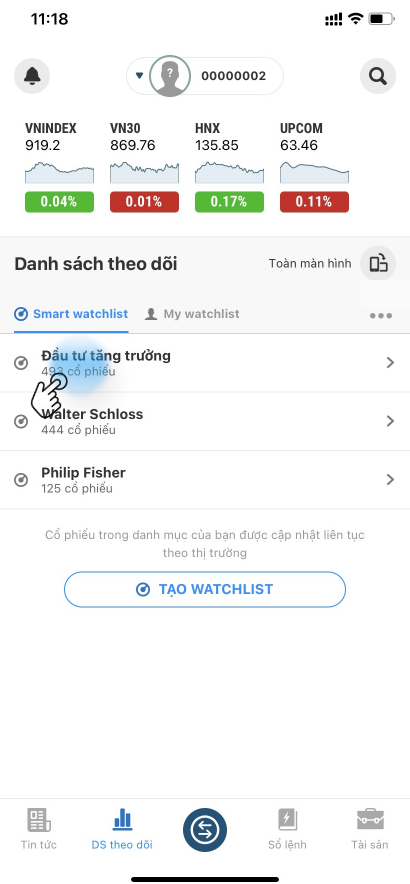 11:18
00000002
VNINDEX
919.2
0.04%
VN30
869.76
0.01%
HNX
135.85
0.17%
UPCOM
63.46
0.11%
Danh sách theo dõi
Toàn màn hình
Smart watchlist
My watchlist
Đầu tư tăng trưởng
493 cổ phiếu
Walter Schloss
444 cổ phiếu
Philip Fisher
125 cổ phiếu
Cổ phiếu trong danh mục của bạn được cập nhật liên tục
theo thị trường
TẠO WATCHLIST
Tin tức
DS theo dõi
Sổ lệnh
Tài sản